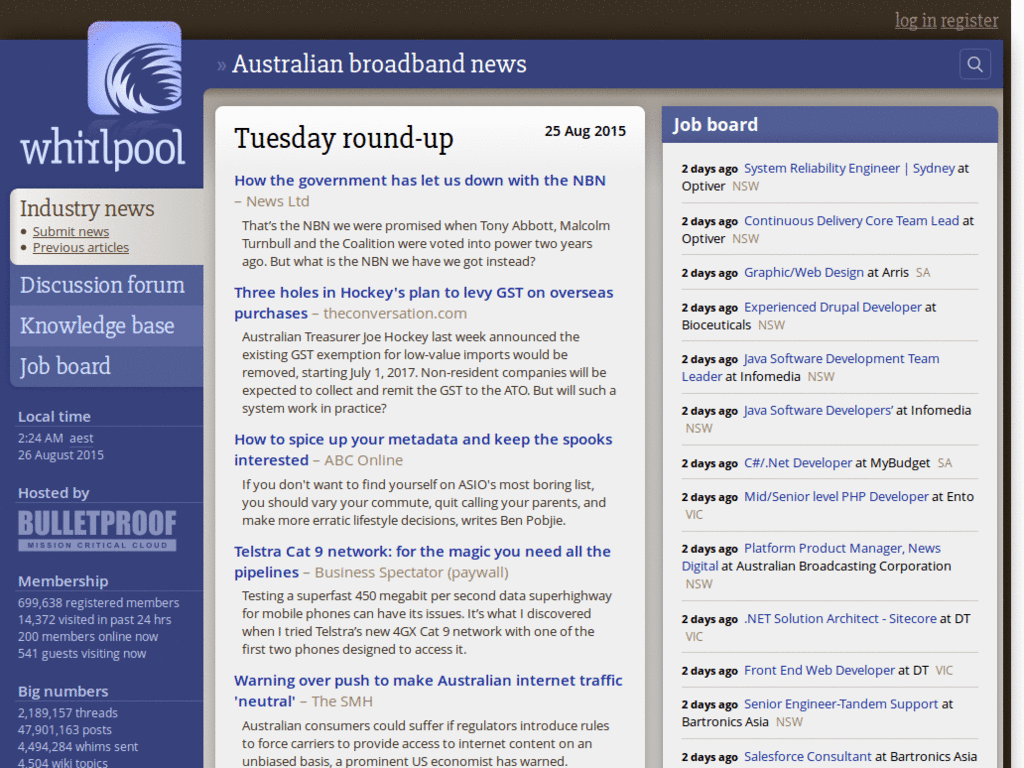 log in register
whirlpool
» Australian broadband news
Industry news
• Submit news
• Previous articles
Discussion forum
Knowledge base
Job board
Local time
2:24 AM aest
26 August 2015
Hosted by
BULLETPROOF
MISSION CRITICAL CLOUD
Membership
699,638 registered members
14,372 visited in past 24 hrs
200 members online now
541 guests visiting now
Big numbers
2,189,157 threads
47,901,163 posts
4,494,284 whims sent
4,504 wiki topics
Tuesday round-up
25 Aug 2015
How the government has let us down with the NBN
– News Ltd
That’s the NBN we were promised when Tony Abbott, Malcolm
Turnbull and the Coalition were voted into power two years
ago. But what is the NBN we have we got instead?
Three holes in Hockey's plan to levy GST on overseas
purchases – theconversation.com
Australian Treasurer Joe Hockey last week announced the
existing GST exemption for low-value imports would be
removed, starting July 1, 2017. Non-resident companies will be
expected to collect and remit the GST to the ATO. But will such a
system work in practice?
How to spice up your metadata and keep the spooks
interested – ABC Online
If you don't want to find yourself on ASIO's most boring list,
you should vary your commute, quit calling your parents, and
make more erratic lifestyle decisions, writes Ben Pobjie.
Telstra Cat 9 network: for the magic you need all the
pipelines – Business Spectator (paywall)
Testing a superfast 450 megabit per second data superhighway
for mobile phones can have its issues. It’s what I discovered
when I tried Telstra’s new 4GX Cat 9 network with one of the
first two phones designed to access it.
Warning over push to make Australian internet traffic
'neutral' – The SMH
Australian consumers could suffer if regulators introduce rules
to force carriers to provide access to internet content on an
unbiased basis, a prominent US economist has warned.
Job board
2 days ago System Reliability Engineer | Sydney at
Optiver NSW
2 days ago Continuous Delivery Core Team Lead at
Optiver NSW
2 days ago Graphic/Web Design at Arris SA
2 days ago Experienced Drupal Developer at
Bioceuticals NSW
2 days ago Java Software Development Team
Leader at Infomedia NSW
2 days ago Java Software Developers’ at Infomedia
NSW
2 days ago C#/.Net Developer at MyBudget SA
2 days ago Mid/Senior level PHP Developer at Ento
VIC
2 days ago Platform Product Manager, News
Digital at Australian Broadcasting Corporation
NSW
2 days ago .NET Solution Architect - Sitecore at DT
VIC
2 days ago Front End Web Developer at DT VIC
2 days ago Senior Engineer-Tandem Support at
Bartronics Asia NSW
2 days ago Salesforce Consultant at Bartronics Asia